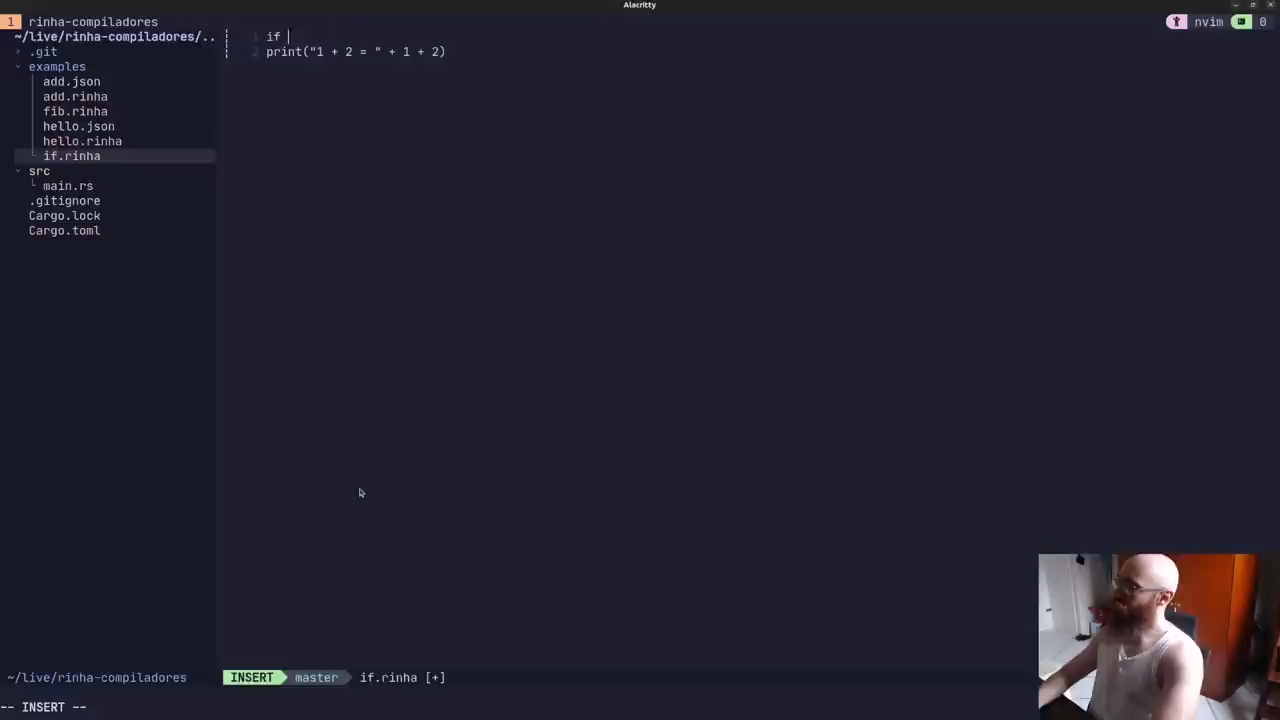 Alacritty
1 rinha-compiladores
nvim 0
~/live/rinha-compiladores/..
.git
examples
add.json
add.rinha
fib.rinha
hello.json
hello.rinha
if.rinha
src
main.rs
.gitignore
Cargo.lock
Cargo.toml
1 if
2 print("1 + 2 = " + 1 + 2)
~/live/rinha-compiladores
INSERT master if.rinha [+]
-- INSERT --